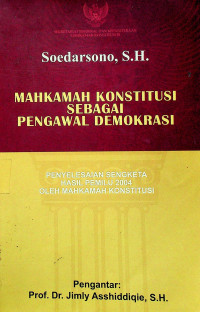 Soedarsono, S.H.
MAHKAMAH KONSTITUSI
SEBAGAI
PENGAWAL DEMOKRASI
PENYELESAIAN SENGKETA
HASIL PEMILU 2004
OLEH MAHKAMAH KONSTITUSI
Pengantar:
Prof. Dr. Jimly Asshiddiqie, S.H.